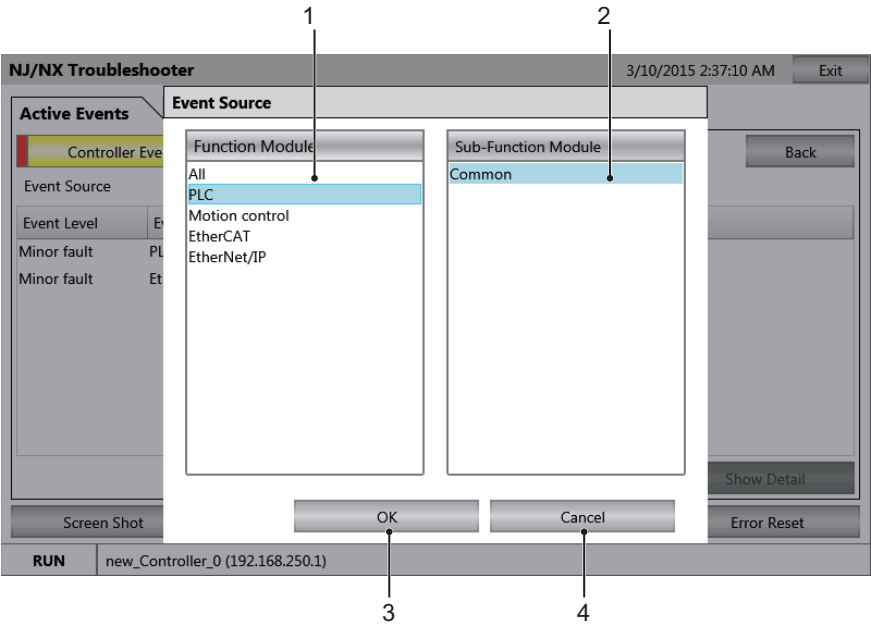 1 2
NJ/NX Troubleshooter 3/10/2015 2:37:10 AM Exit
Active Events
Event Source
Controller Eve
Back
Event Source
Event Level E
Minor fault PL
Minor fault Et
Function Module
All
PLC
Motion control
EtherCAT
EtherNet/IP
Sub-Function Module
Common
Show Detail
OK Cancel
Screen Shot Error Reset
RUN new_Controller_0 (192.168.250.1)
3 4